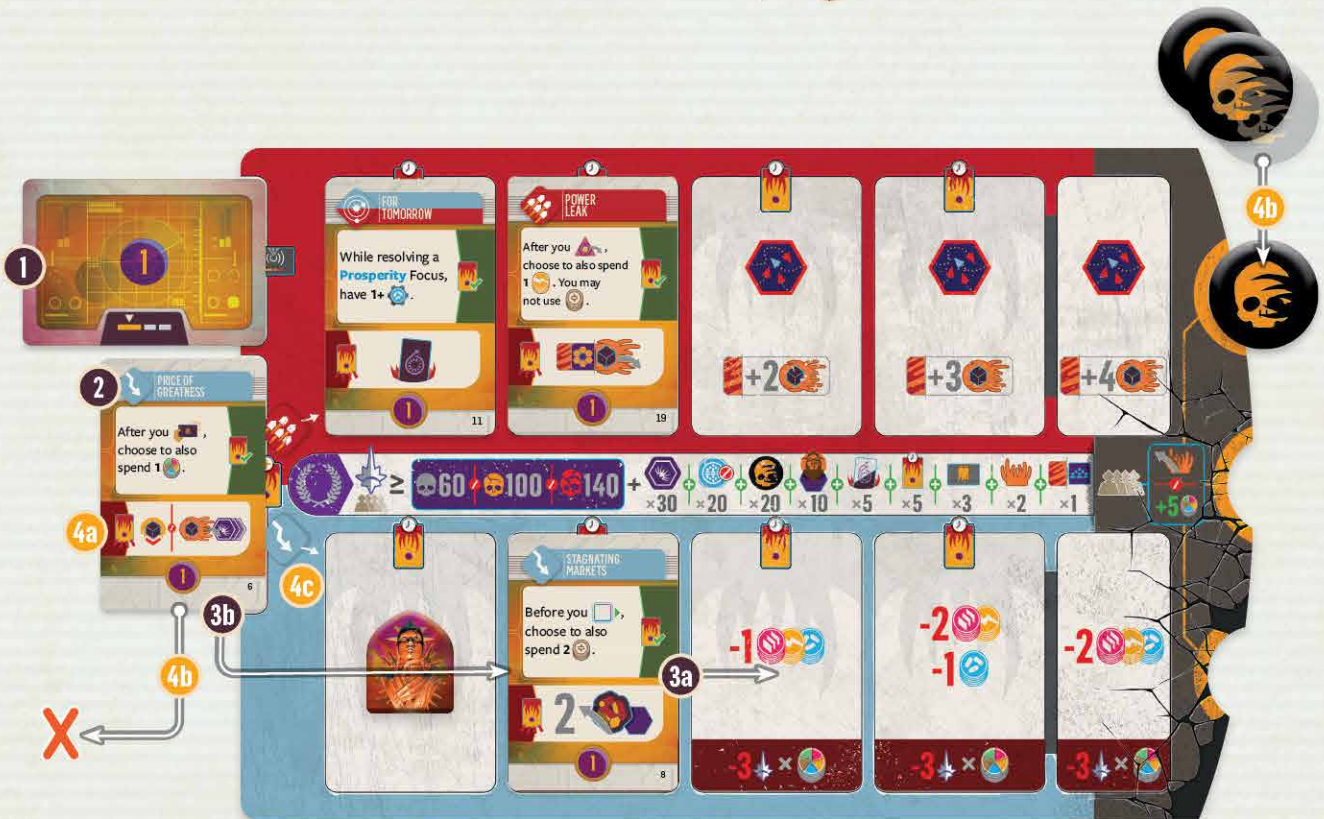 4b
1
1
FOR
TOMORROW
While resolving a
Prosperity Focus,
have 1+ .
1
11
POWER
LEAK
After you ,
choose to also spend
1 . You may
not use .
1
19
+2
+3
+4
2
PRICE OF
GREATNESS
After you ,
choose to also
spend 1 .
4a
1
6
≥ 60 / 100 / 140 + ×30 + ×20 + ×20 + ×10 + ×5 + ×5 + ×3 + ×2 + ×1
+5
4c
3b
4b
X
STAGNATING
MARKETS
Before you ,
choose to also
spend 2 .
2
1
8
3a
-1
-3 ×
-2
-1
-3 ×
-2
-3 ×